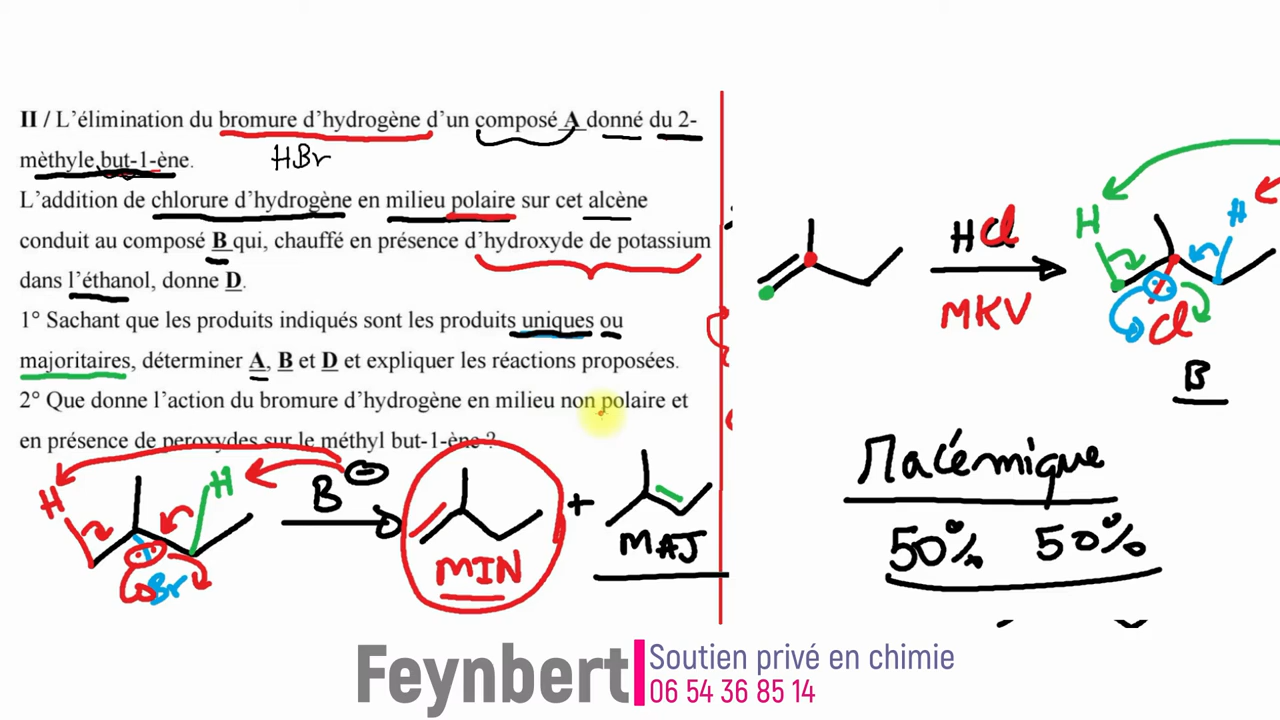 II / L’élimination du bromure d’hydrogène d’un composé A donné du 2-
mèthyle but-1-ène.
HBr
L’addition de chlorure d’hydrogène en milieu polaire sur cet alcène
conduit au composé B qui, chauffé en présence d’hydroxyde de potassium
dans l’éthanol, donne D.
1° Sachant que les produits indiqués sont les produits uniques ou
majoritaires, déterminer A, B et D et expliquer les réactions proposées.
2° Que donne l’action du bromure d’hydrogène en milieu non polaire et
en présence de peroxydes sur le méthyl but-1-ène ?
H
H
B
⊖
+
Br
MIN
MAJ
HCl
MKV
H
H
Cl
B
Racémique
50% 50%
Feynbert
Soutien privé en chimie
06 54 36 85 14